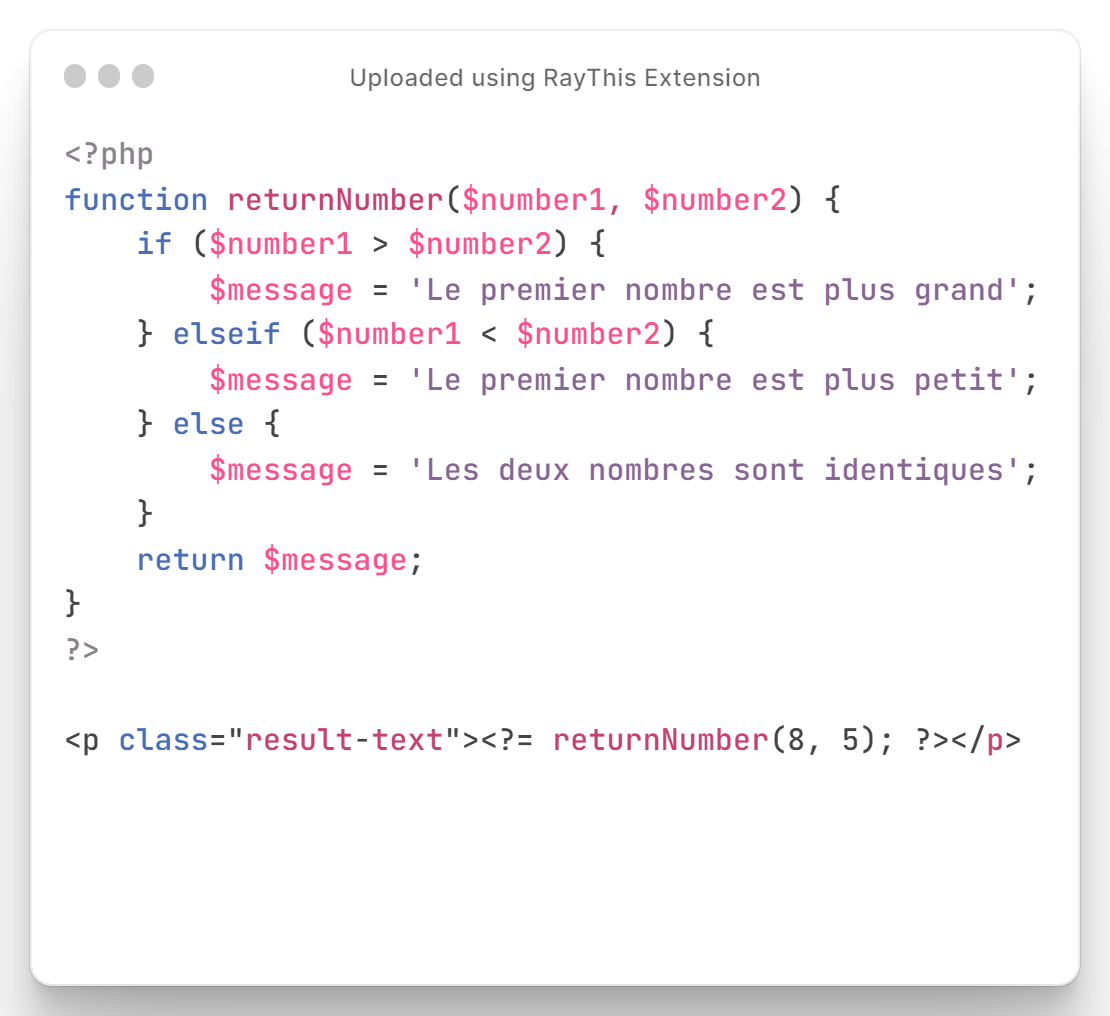 Uploaded using RayThis Extension
<?php
function returnNumber($number1, $number2) {
    if ($number1 > $number2) {
        $message = 'Le premier nombre est plus grand';
    } elseif ($number1 < $number2) {
        $message = 'Le premier nombre est plus petit';
    } else {
        $message = 'Les deux nombres sont identiques';
    }
    return $message;
}
?>
<p class="result-text"><?= returnNumber(8, 5); ?></p>